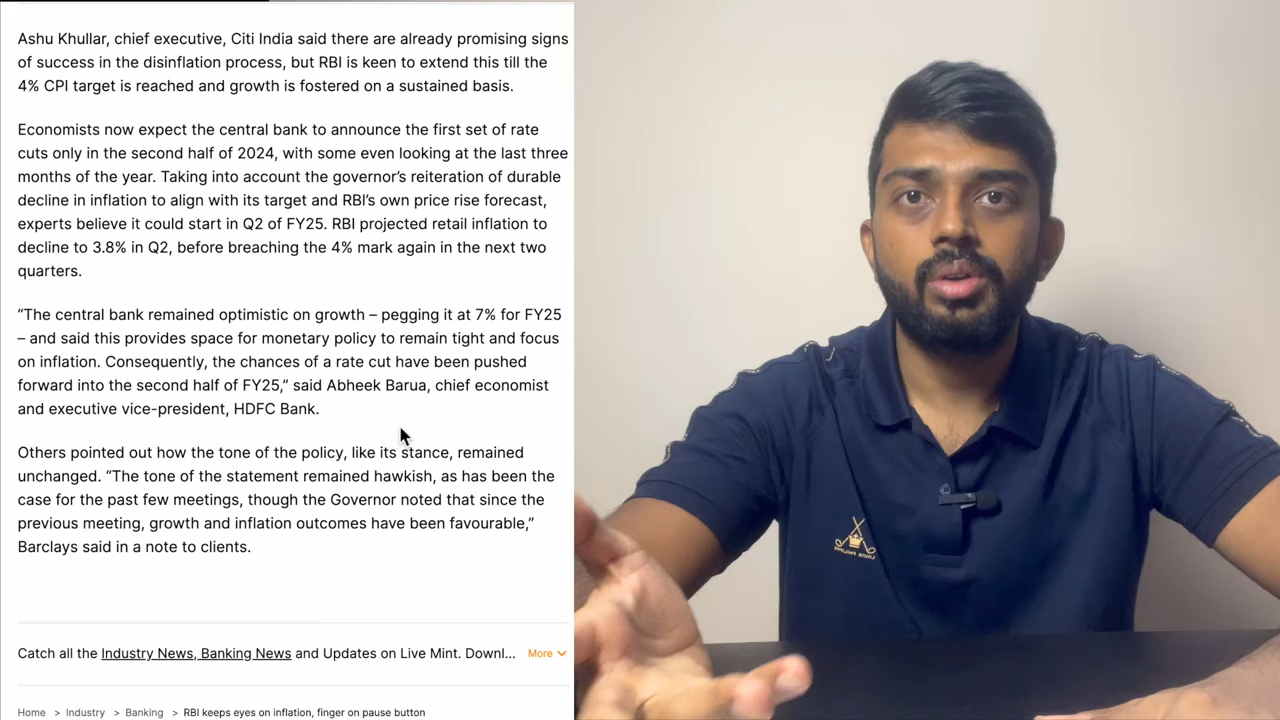 Ashu Khullar, chief executive, Citi India said there are already promising signs
of success in the disinflation process, but RBI is keen to extend this till the
4% CPI target is reached and growth is fostered on a sustained basis.
Economists now expect the central bank to announce the first set of rate
cuts only in the second half of 2024, with some even looking at the last three
months of the year. Taking into account the governor’s reiteration of durable
decline in inflation to align with its target and RBI’s own price rise forecast,
experts believe it could start in Q2 of FY25. RBI projected retail inflation to
decline to 3.8% in Q2, before breaching the 4% mark again in the next two
quarters.
“The central bank remained optimistic on growth – pegging it at 7% for FY25
– and said this provides space for monetary policy to remain tight and focus
on inflation. Consequently, the chances of a rate cut have been pushed
forward into the second half of FY25,” said Abheek Barua, chief economist
and executive vice-president, HDFC Bank.
Others pointed out how the tone of the policy, like its stance, remained
unchanged. “The tone of the statement remained hawkish, as has been the
case for the past few meetings, though the Governor noted that since the
previous meeting, growth and inflation outcomes have been favourable,”
Barclays said in a note to clients.
Catch all the Industry News, Banking News and Updates on Live Mint. Downl... More
Home > Industry > Banking > RBI keeps eyes on inflation, finger on pause button
LOUIS PHILIPPE